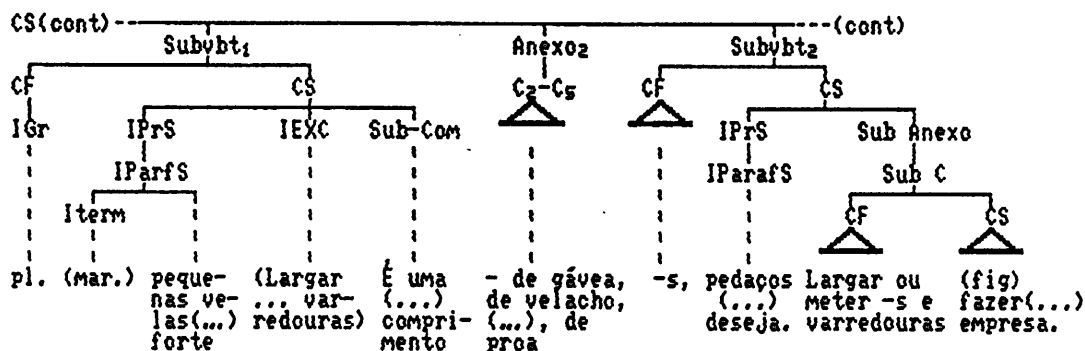 CS(cont) (cont)
Subvbt1 Anexo2 Subvbt2
CF CS C2-C5 CF CS
IGr IPrS IEXC Sub-Com IPrS Sub Anexo
IParfS IParafS Sub C
Iterm CF CS
pl. (mar.) peque- (Largar É uma - de gávea, -s, pedaços Largar ou (fig)
nas ve- ... var- (...) de velacho, (...) meter -s e fazer(...)
las(...) redouras) compri- (...), de deseja. varredouras empresa.
forte mento proa